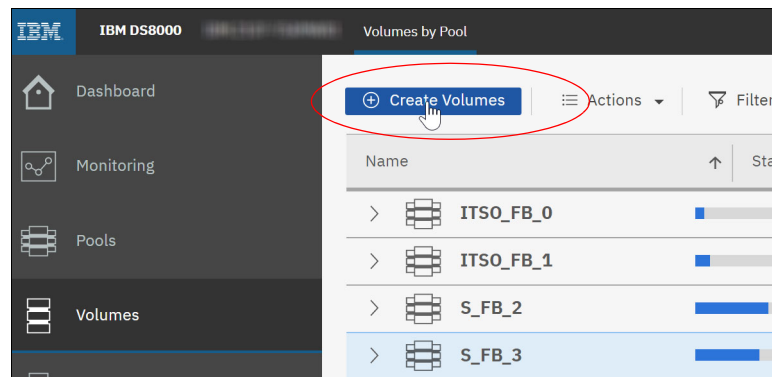 IBM IBM DS8000 Volumes by Pool
Dashboard
Create Volumes Actions Filter
Name Sta
Monitoring
ITSO_FB_0
Pools
ITSO_FB_1
Volumes
S_FB_2
S_FB_3